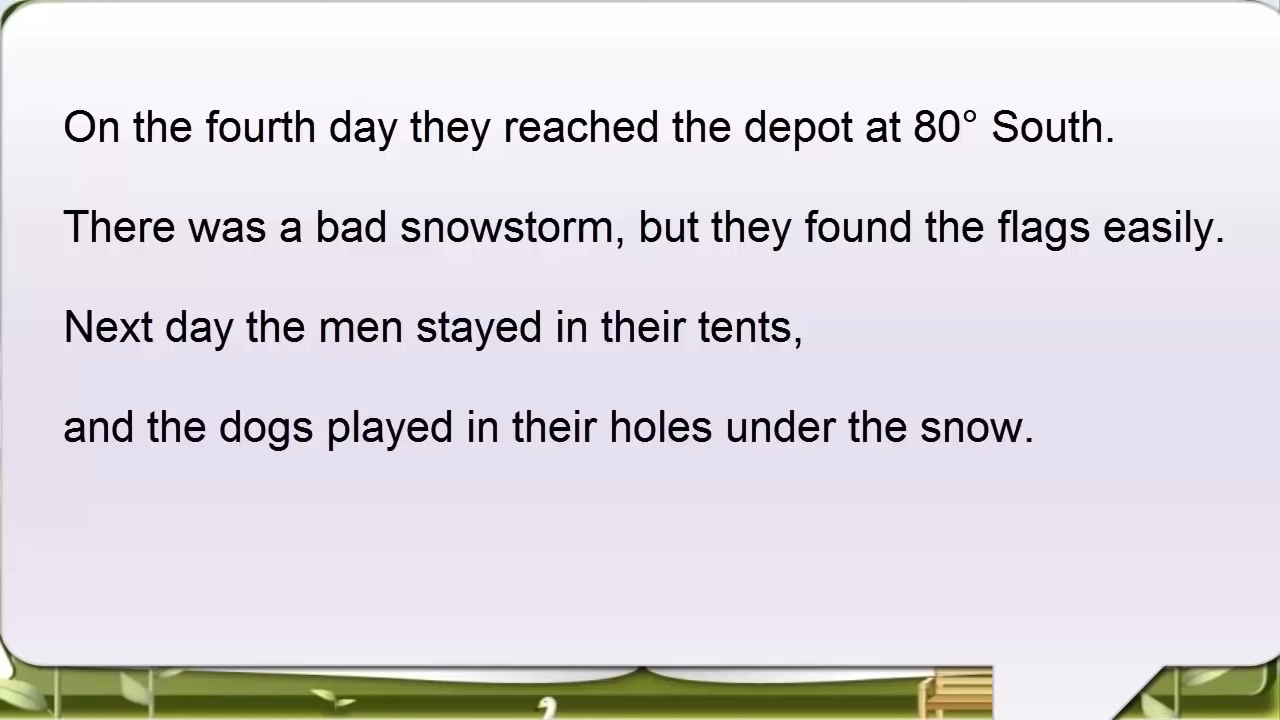 On the fourth day they reached the depot at 80° South.
There was a bad snowstorm, but they found the flags easily.
Next day the men stayed in their tents,
and the dogs played in their holes under the snow.